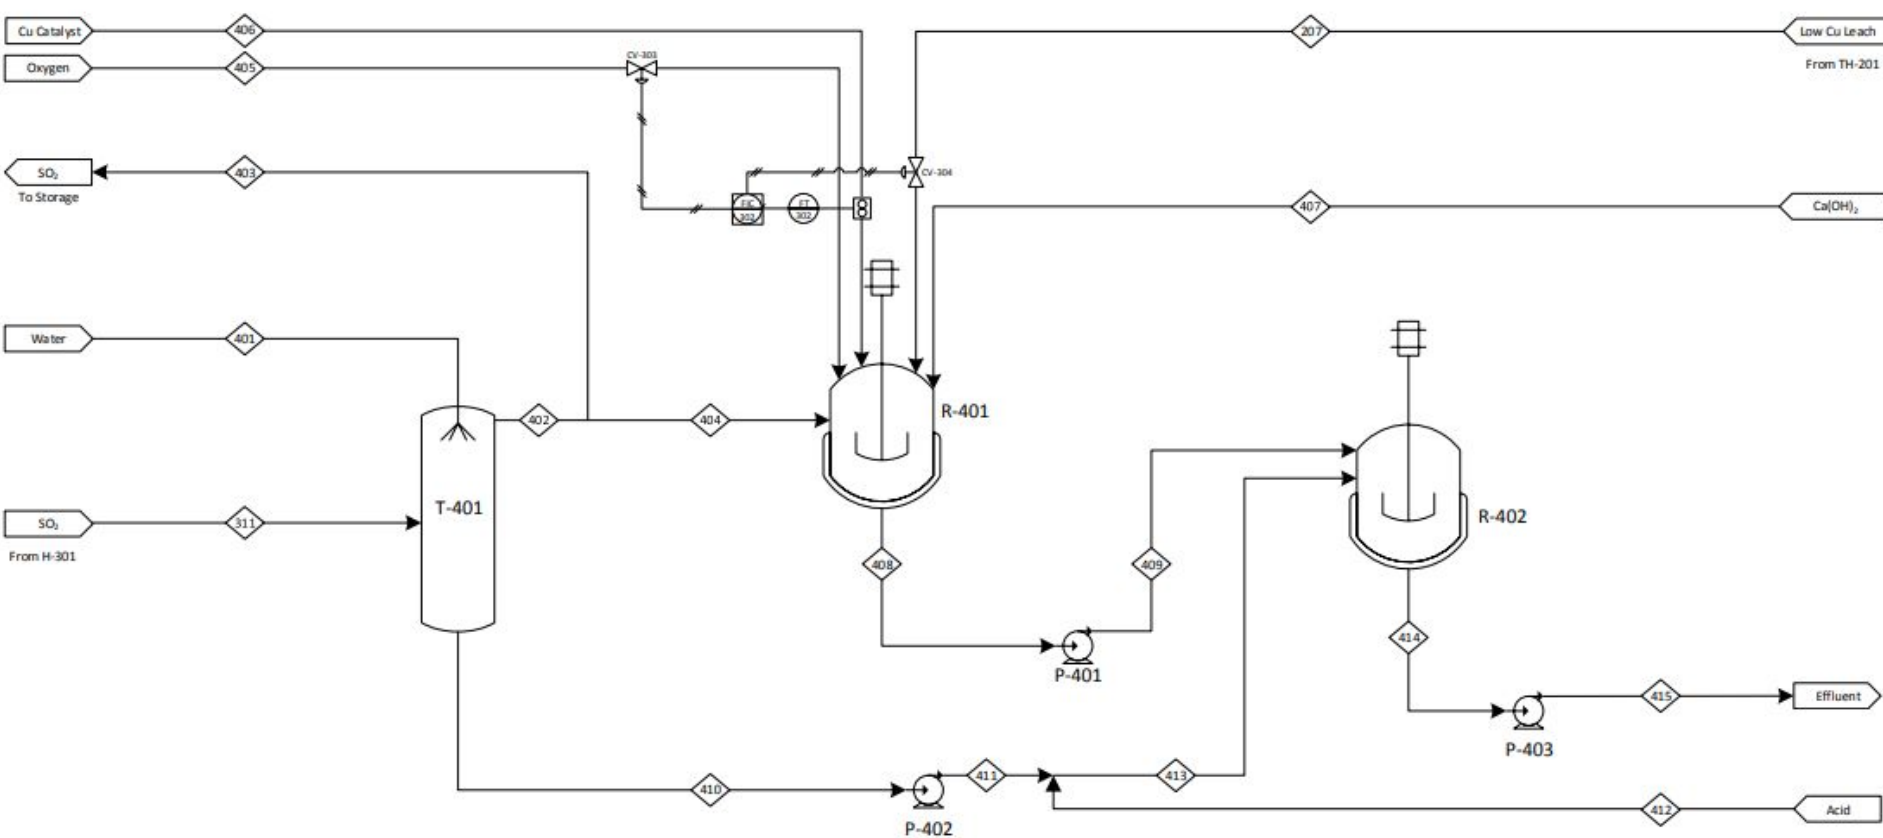 Cu Catalyst
406
207
Low Cu Leach
From TH-201
Oxygen
405
CV-303
SO₂
To Storage
403
CV-304
FIC
302
FT
302
8
407
Ca(OH)₂
Water
401
402
404
R-401
T-401
SO₂
From H-301
311
R-402
408
409
P-401
414
415
Effluent
P-403
410
P-402
411
413
412
Acid